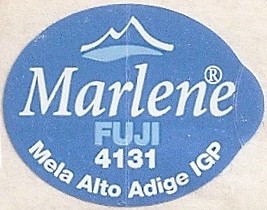 Marlene®
FUJI
4131
Mela Alto Adige IGP